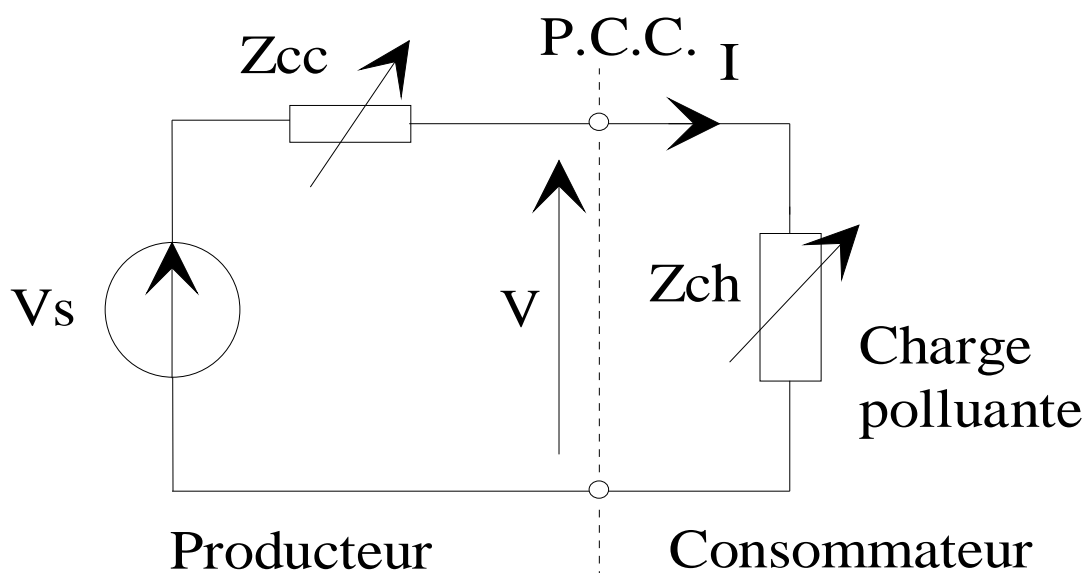 P.C.C.
Zcc
I
Vs
V
Zch
Charge
polluante
Producteur
Consommateur